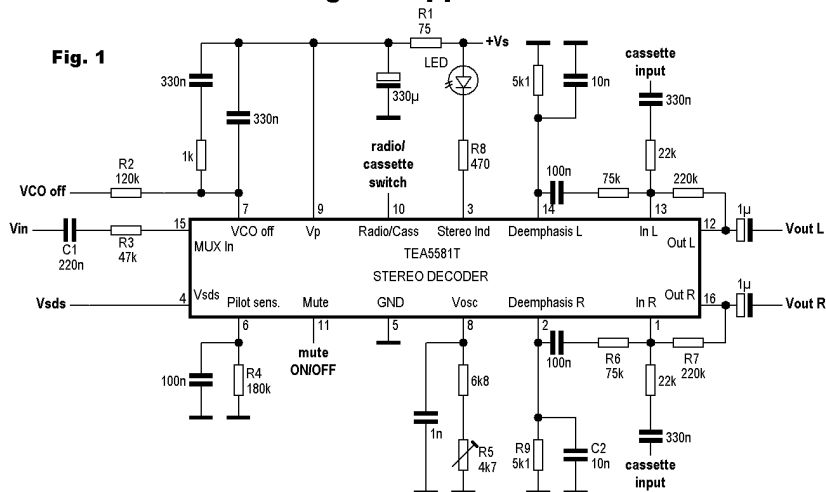 Fig. 1
R1
75
+Vs
LED
330n
330n
330µ
1k
R8
470
5k1
10n
cassette
input
330n
22k
radio/
cassette
switch
R2
120k
VCO off
100n
75k
220k
7
9
10
3
14
13
Vin
C1
220n
R3
47k
15
MUX In
VCO off
Vp
Radio/Cass
Stereo Ind
Deemphasis L
In L
Out L
12
1µ
Vout L
TEA5581T
STEREO DECODER
Vsds
4
Vsds
Pilot sens.
Mute
GND
Vosc
Deemphasis R
In R
Out R
16
1µ
Vout R
6
11
5
8
2
1
mute
ON/OFF
100n
R4
180k
6k8
1n
R5
4k7
100n
R6
75k
R7
220k
22k
R9
5k1
C2
10n
330n
cassette
input